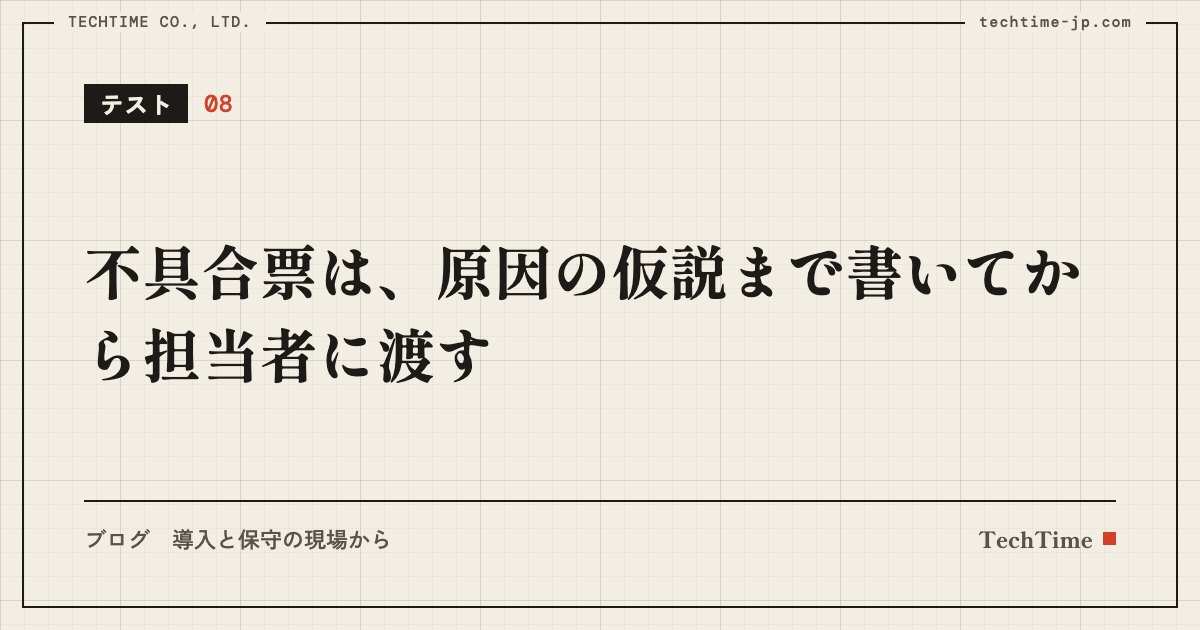 TECHTIME CO., LTD.
techtime-jp.com
テスト 08
不具合票は、原因の仮説まで書いてか
ら担当者に渡す
ブログ　導入と保守の現場から
TechTime